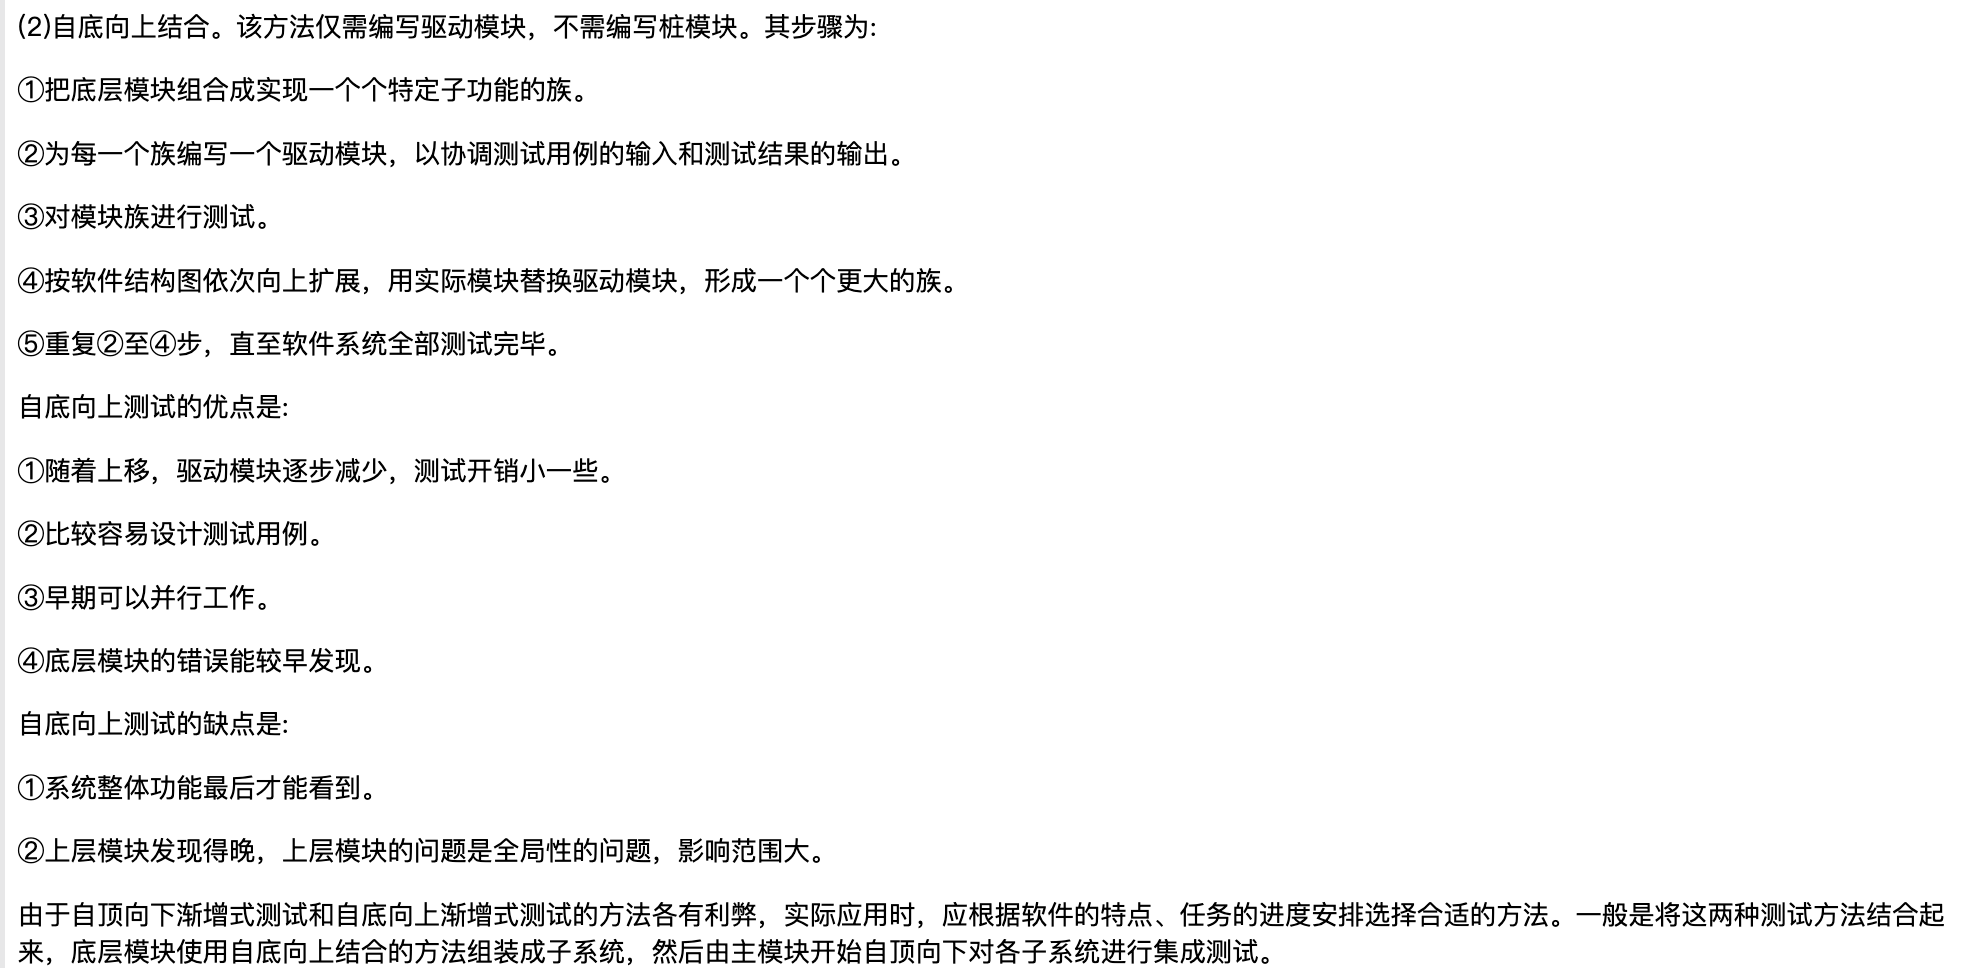 (2)自底向上结合。该方法仅需编写驱动模块，不需编写桩模块。其步骤为:
①把底层模块组合成实现一个个特定子功能的族。
②为每一个族编写一个驱动模块，以协调测试用例的输入和测试结果的输出。
③对模块族进行测试。
④按软件结构图依次向上扩展，用实际模块替换驱动模块，形成一个个更大的族。
⑤重复②至④步，直至软件系统全部测试完毕。
自底向上测试的优点是:
①随着上移，驱动模块逐步减少，测试开销小一些。
②比较容易设计测试用例。
③早期可以并行工作。
④底层模块的错误能较早发现。
自底向上测试的缺点是:
①系统整体功能最后才能看到。
②上层模块发现得晚，上层模块的问题是全局性的问题，影响范围大。
由于自顶向下渐增式测试和自底向上渐增式测试的方法各有利弊，实际应用时，应根据软件的特点、任务的进度安排选择合适的方法。一般是将这两种测试方法结合起
来，底层模块使用自底向上结合的方法组装成子系统，然后由主模块开始自顶向下对各子系统进行集成测试。